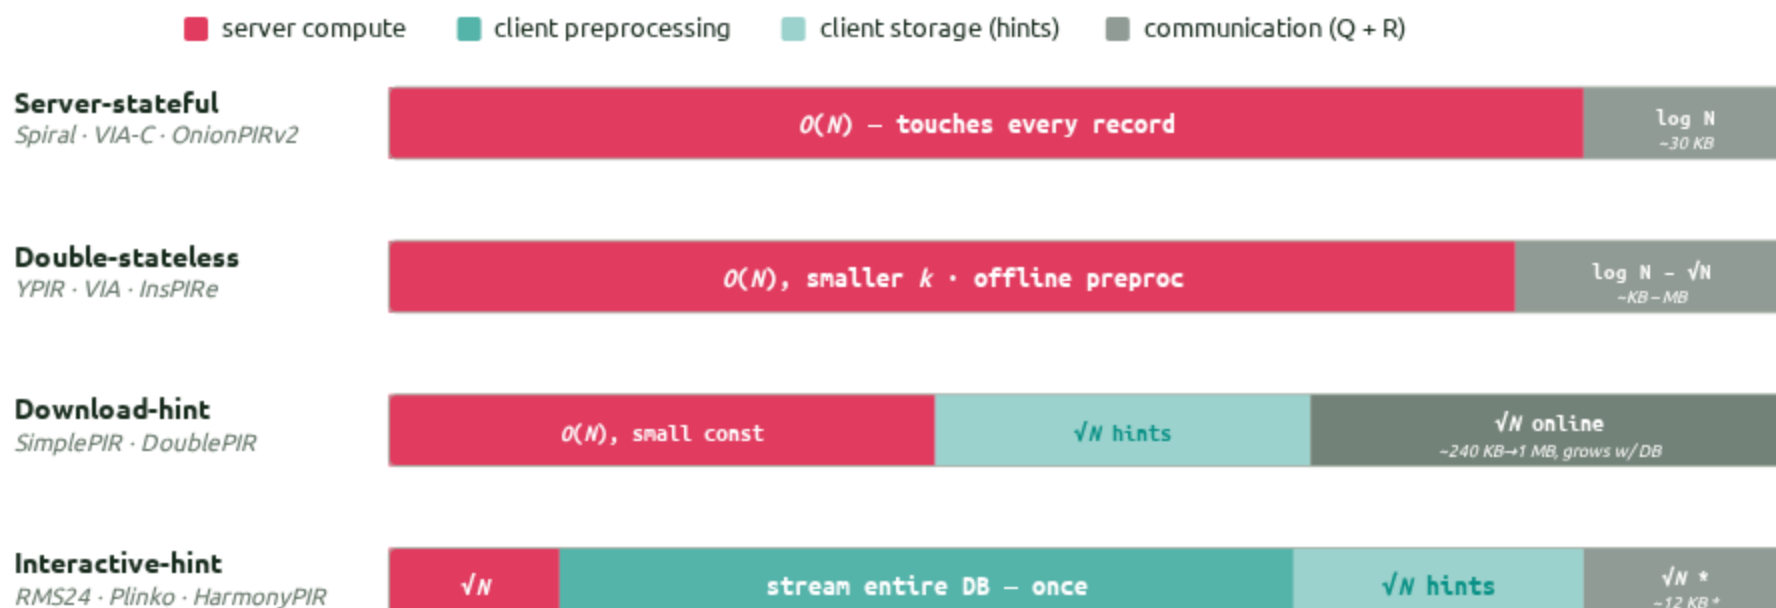 server compute client preprocessing client storage (hints) communication (Q + R)
Server-stateful
Spiral · VIA-C · OnionPIRv2
O(N) — touches every record
log N
~30 KB
Double-stateless
YPIR · VIA · InsPIRe
O(N), smaller k · offline preproc
log N – √N
~KB–MB
Download-hint
SimplePIR · DoublePIR
O(N), small const
√N hints
√N online
~240 KB→1 MB, grows w/ DB
Interactive-hint
RMS24 · Plinko · HarmonyPIR
√N
stream entire DB — once
√N hints
√N *
~12 KB *